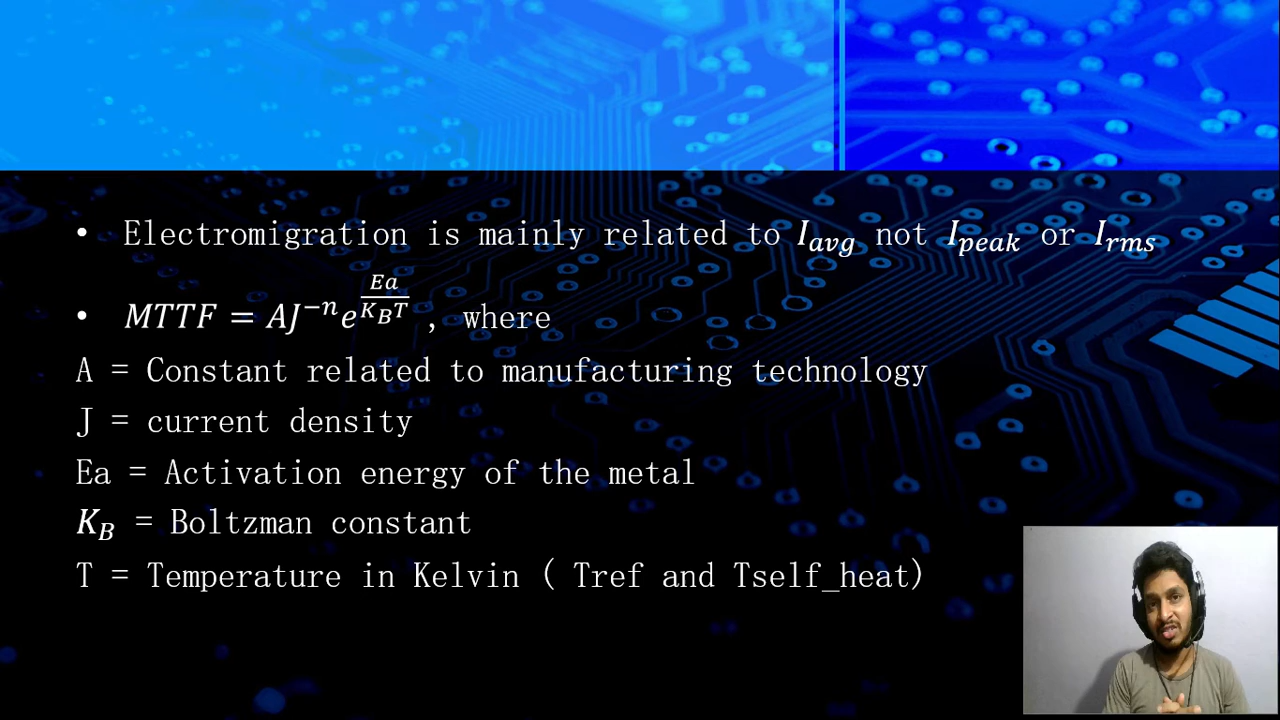 • Electromigration is mainly related to I_avg not I_peak or I_rms
• MTTF = AJ^{-n}e^{\frac{Ea}{K_B T}} , where
A = Constant related to manufacturing technology
J = current density
Ea = Activation energy of the metal
K_B = Boltzman constant
T = Temperature in Kelvin ( Tref and Tself_heat)